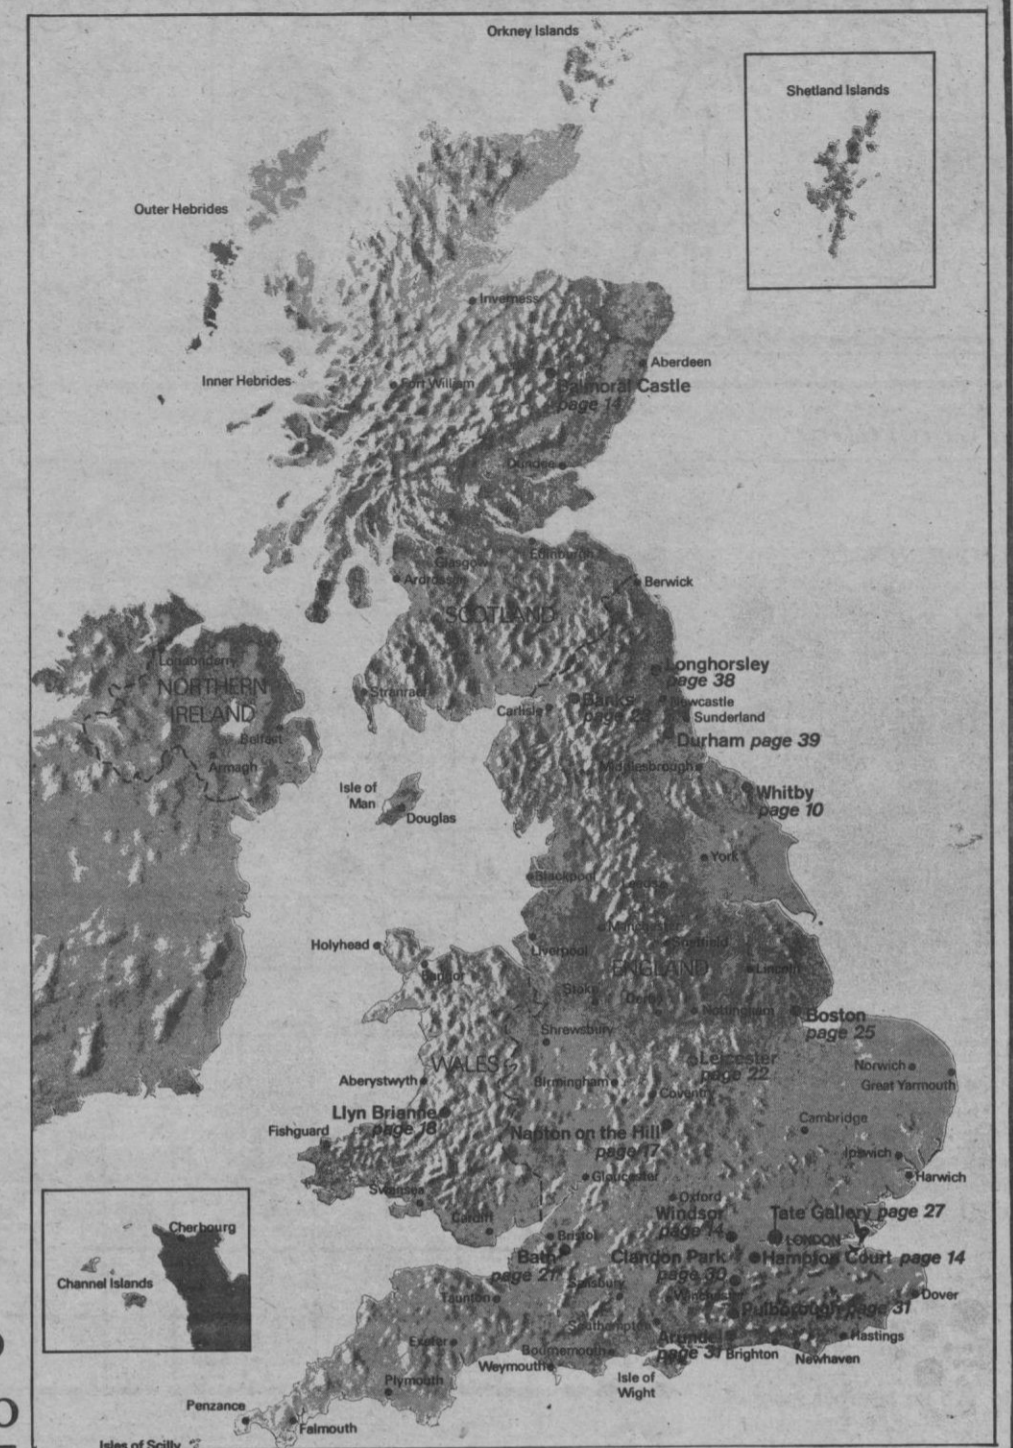 Orkney Islands
Shetland Islands
Outer Hebrides
Inverness
Aberdeen
Inner Hebrides
Fort William
Balmoral Castle
page 14
Dundee
Edinburgh
Glasgow
Ardrossan
Berwick
SCOTLAND
Londonderry
Longhorsley
page 38
NORTHERN
IRELAND
Stranraer
Banks
page 23
Newcastle
Carlisle
Sunderland
Belfast
Durham page 39
Armagh
Middlesbrough
Isle of
Man
Douglas
Whitby
page 10
York
Blackpool
Leeds
Manchester
Holyhead
Liverpool
Sheffield
ENGLAND
Lincoln
Bangor
Stoke
Derby
Nottingham
Boston
page 25
Shrewsbury
WALES
Leicester
page 22
Norwich
Great Yarmouth
Aberystwyth
Birmingham
Coventry
Llyn Brianne
page 18
Cambridge
Fishguard
Napton on the Hill
page 17
Ipswich
Harwich
Gloucester
Swansea
Oxford
Cardiff
Windsor
page 14
Tate Gallery page 27
LONDON
Cherbourg
Bristol
Bath
page 21
Clandon Park
page 30
Hampton Court page 14
Channel Islands
Salisbury
Taunton
Winchester
Dover
Pulborough page 31
Southampton
Exeter
Arundel
page 31
Hastings
Bournemouth
Brighton
Newhaven
Weymouth
Isle of
Wight
Plymouth
Penzance
Falmouth
Isles of Scilly